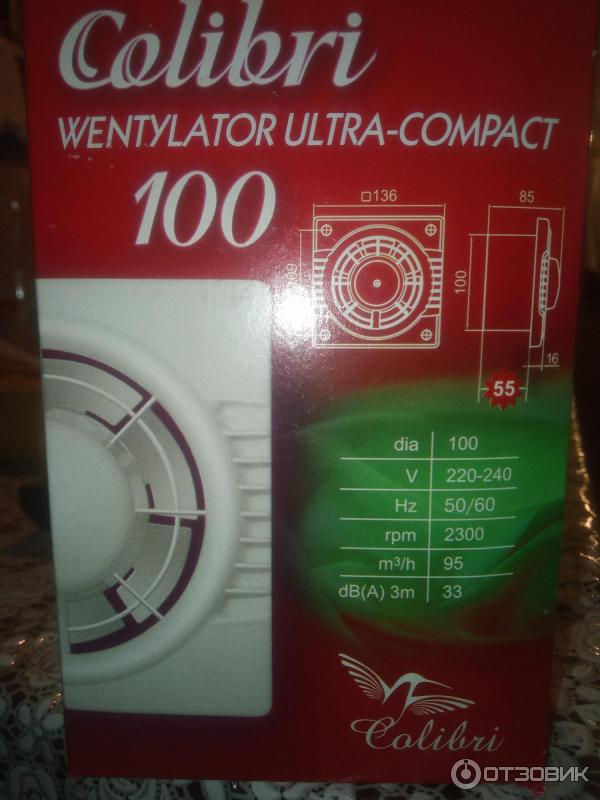 Colibri
WENTYLATOR ULTRA-COMPACT
100
□136
85
100
16
55
dia 100
V 220-240
Hz 50/60
rpm 2300
m³/h 95
dB(A) 3m 33
Colibri
ОТЗОВИК